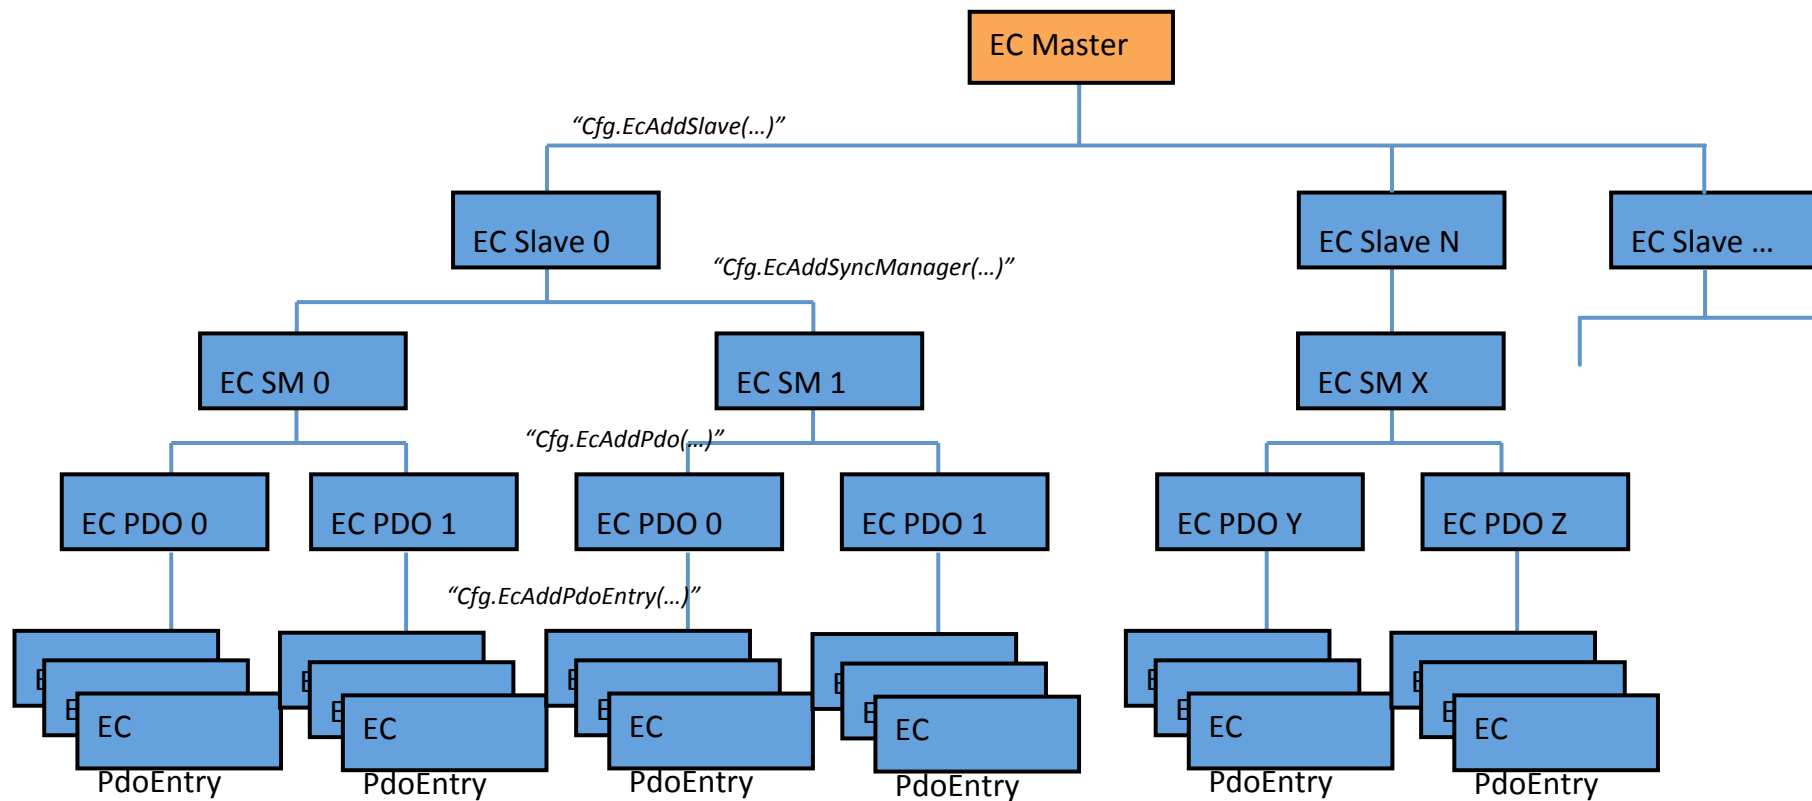 EC Master
“Cfg.EcAddSlave(…)”
EC Slave 0
EC Slave N
EC Slave …
“Cfg.EcAddSyncManager(…)”
EC SM 0
EC SM 1
EC SM X
“Cfg.EcAddPdo(…)”
EC PDO 0
EC PDO 1
EC PDO 0
EC PDO 1
EC PDO Y
EC PDO Z
“Cfg.EcAddPdoEntry(…)”
EC
PdoEntry
EC
PdoEntry
EC
PdoEntry
EC
PdoEntry
EC
PdoEntry
EC
PdoEntry